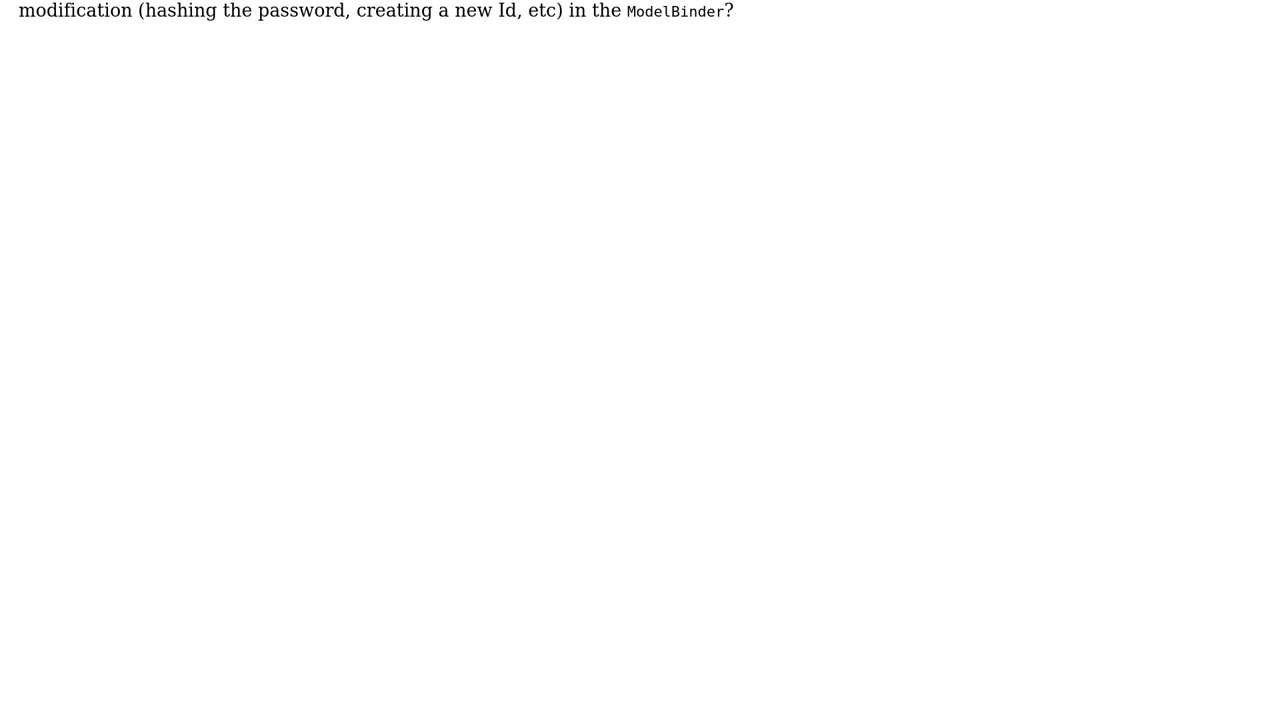 modification (hashing the password, creating a new Id, etc) in the ModelBinder?